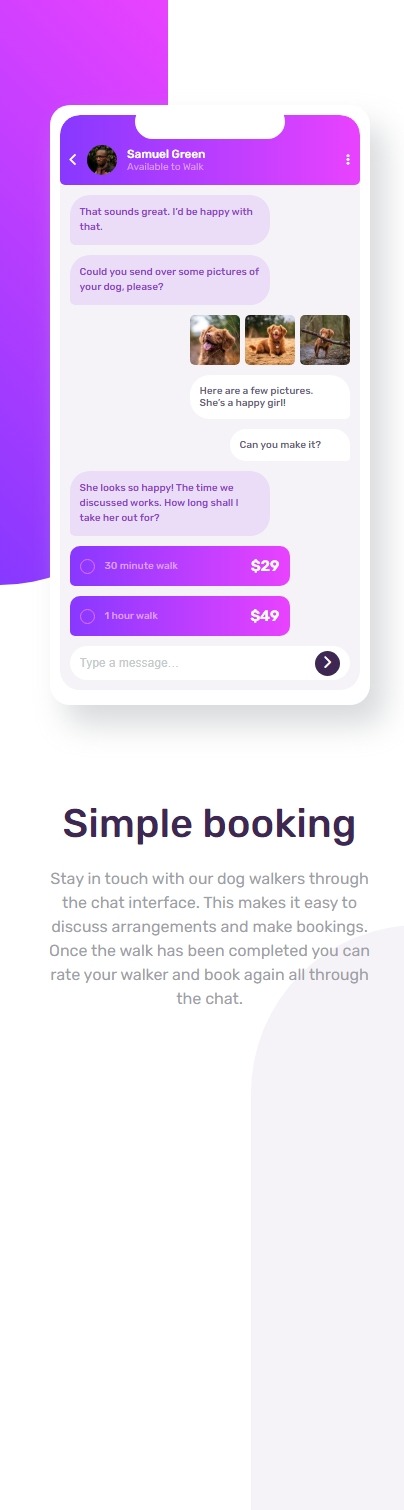 Samuel Green
Available to Walk
That sounds great. I'd be happy with
that.
Could you send over some pictures of
your dog, please?
Here are a few pictures.
She's a happy girl!
Can you make it?
She looks so happy! The time we
discussed works. How long shall I
take her out for?
30 minute walk $29
1 hour walk $49
Type a message...
Simple booking
Stay in touch with our dog walkers through
the chat interface. This makes it easy to
discuss arrangements and make bookings.
Once the walk has been completed you can
rate your walker and book again all through
the chat.